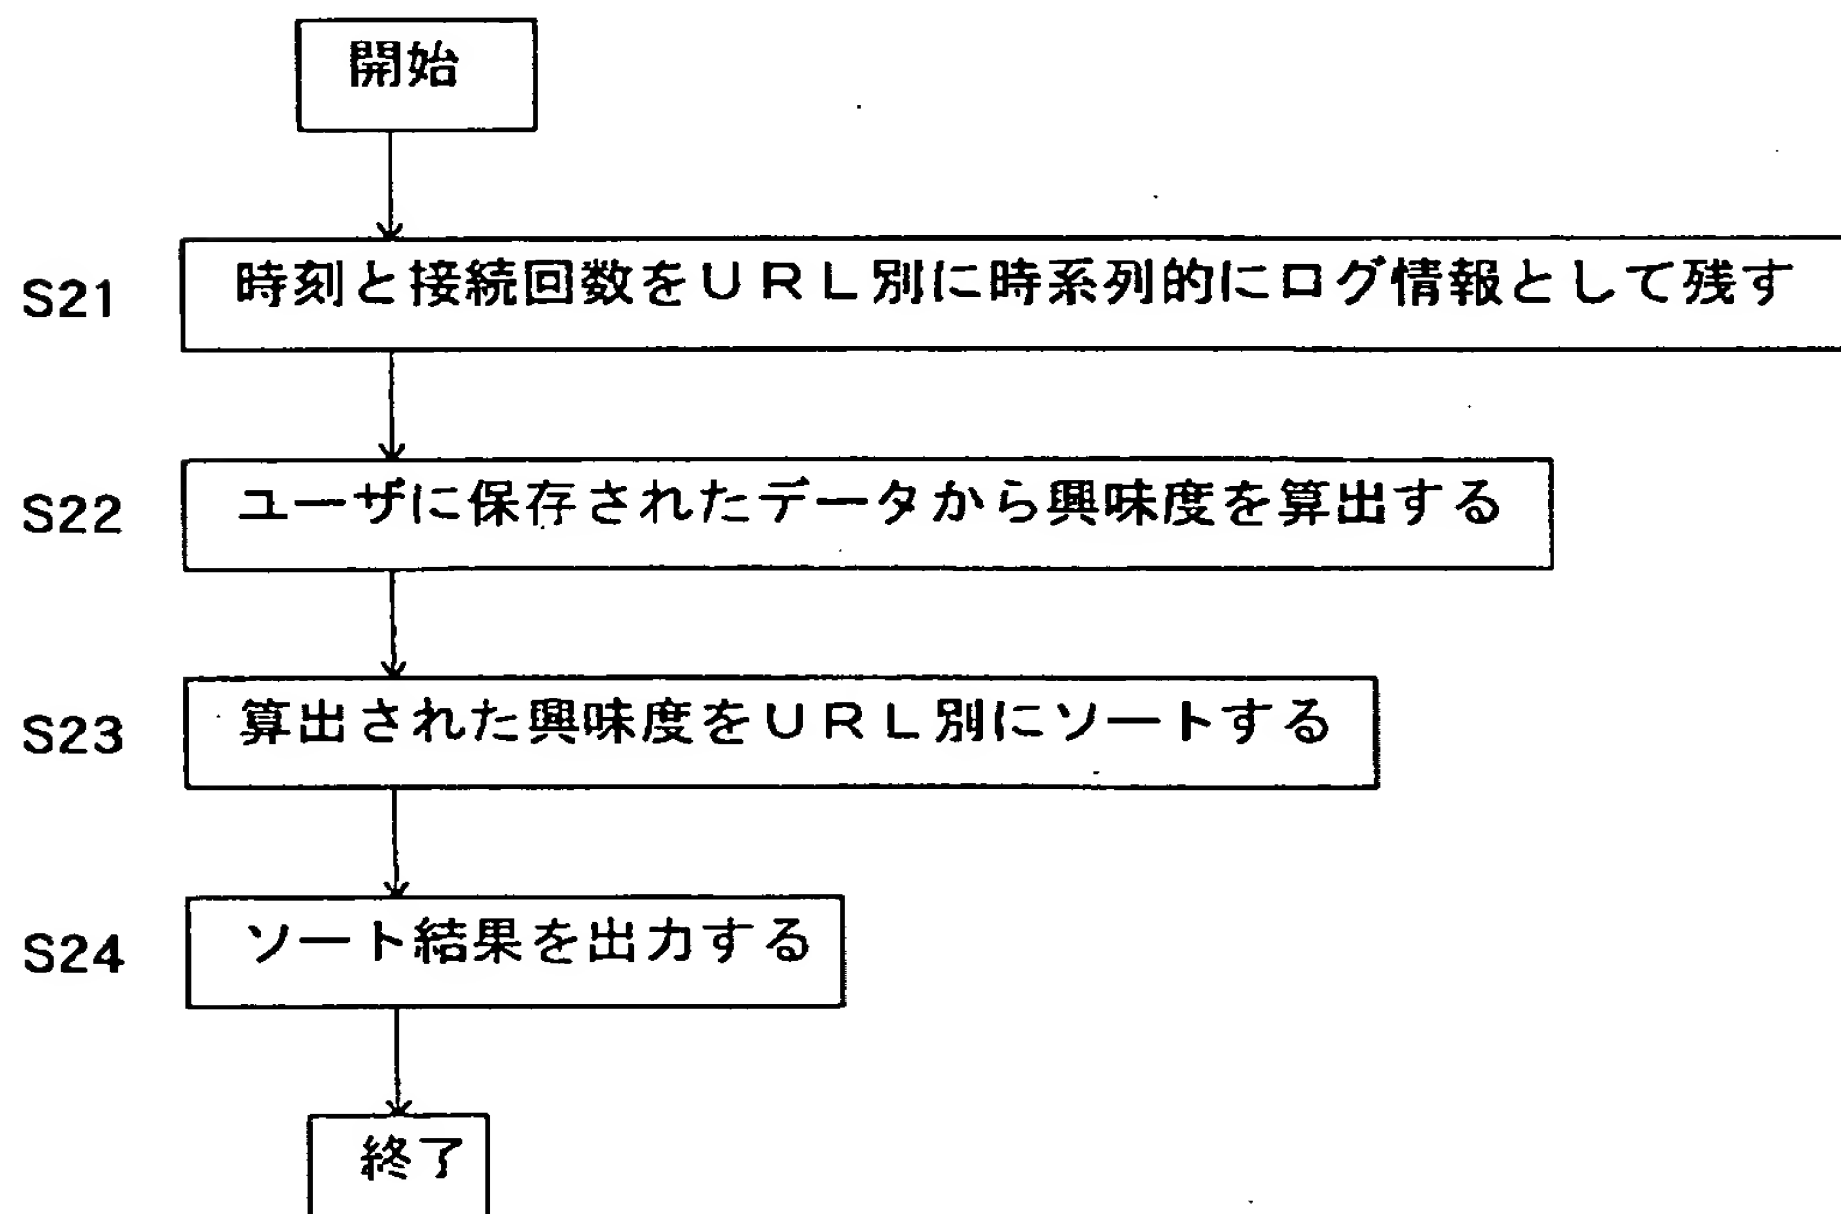 開始
S21 時刻と接続回数をURL別に時系列的にログ情報として残す
S22 ユーザに保存されたデータから興味度を算出する
S23 算出された興味度をURL別にソートする
S24 ソート結果を出力する
終了